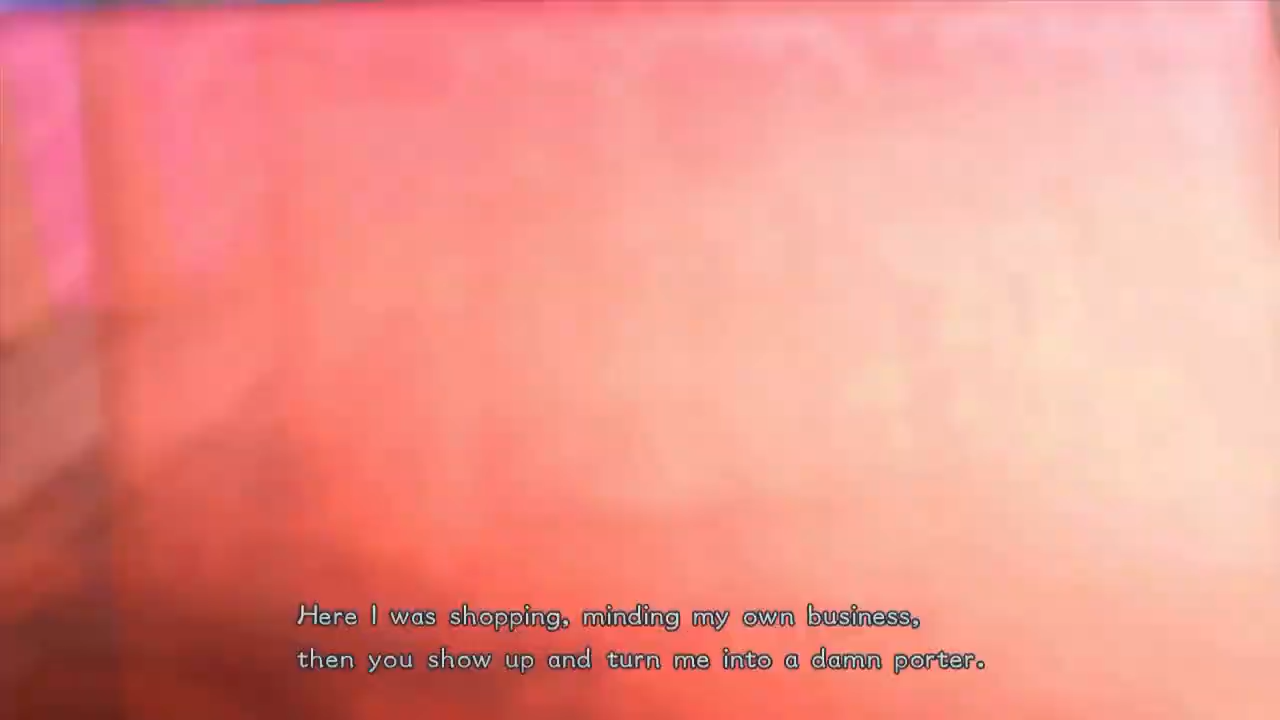 Here I was shopping, minding my own business,
then you show up and turn me into a damn porter.